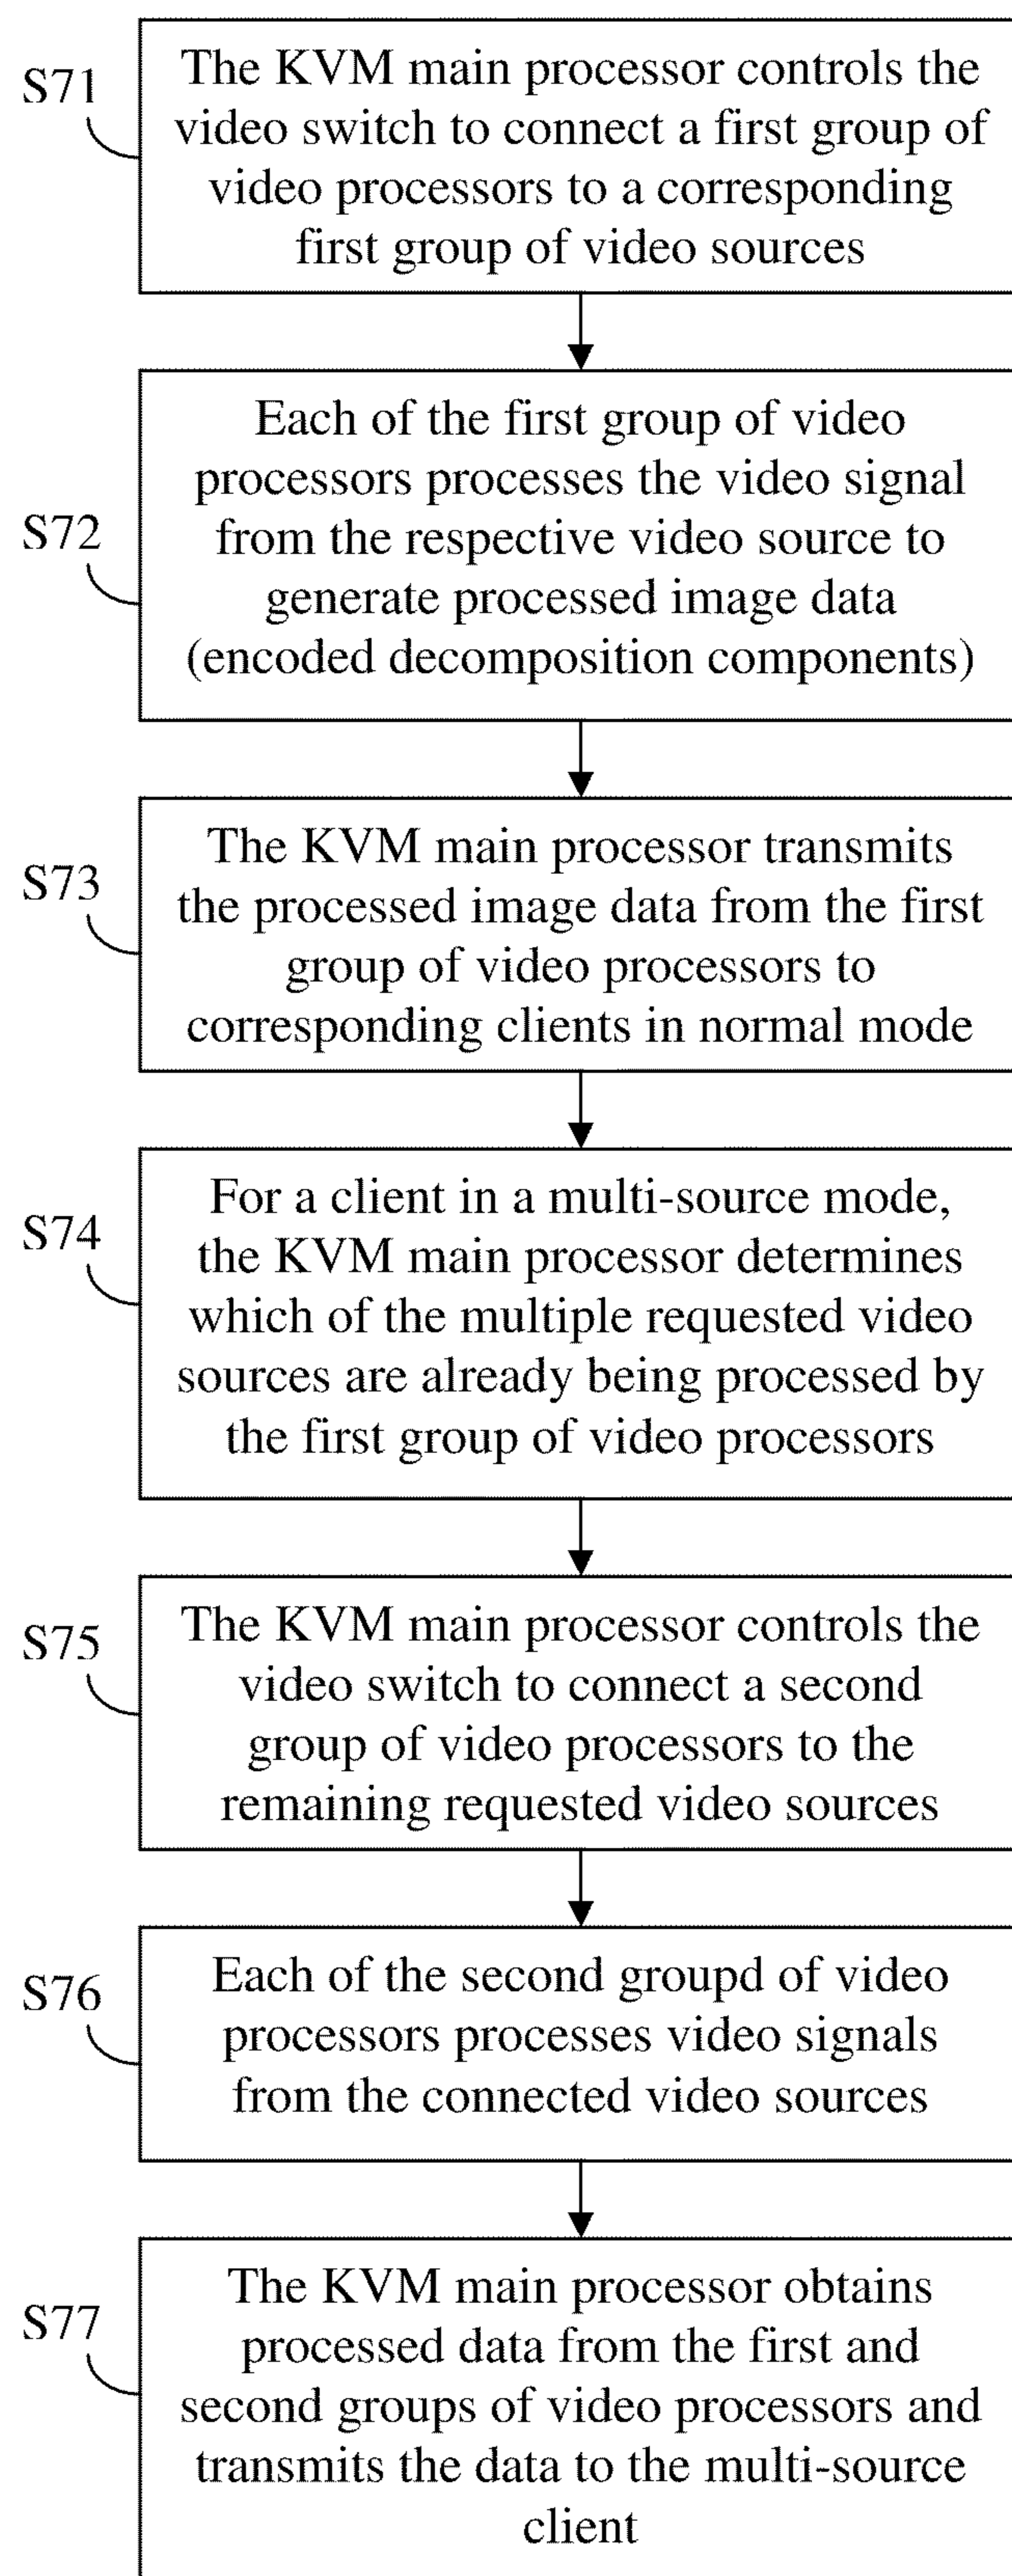 S71
The KVM main processor controls the
video switch to connect a first group of
video processors to a corresponding
first group of video sources
S72
Each of the first group of video
processors processes the video signal
from the respective video source to
generate processed image data
(encoded decomposition components)
S73
The KVM main processor transmits
the processed image data from the first
group of video processors to
corresponding clients in normal mode
S74
For a client in a multi-source mode,
the KVM main processor determines
which of the multiple requested video
sources are already being processed by
the first group of video processors
S75
The KVM main processor controls the
video switch to connect a second
group of video processors to the
remaining requested video sources
S76
Each of the second groupd of video
processors processes video signals
from the connected video sources
S77
The KVM main processor obtains
processed data from the first and
second groups of video processors and
transmits the data to the multi-source
client